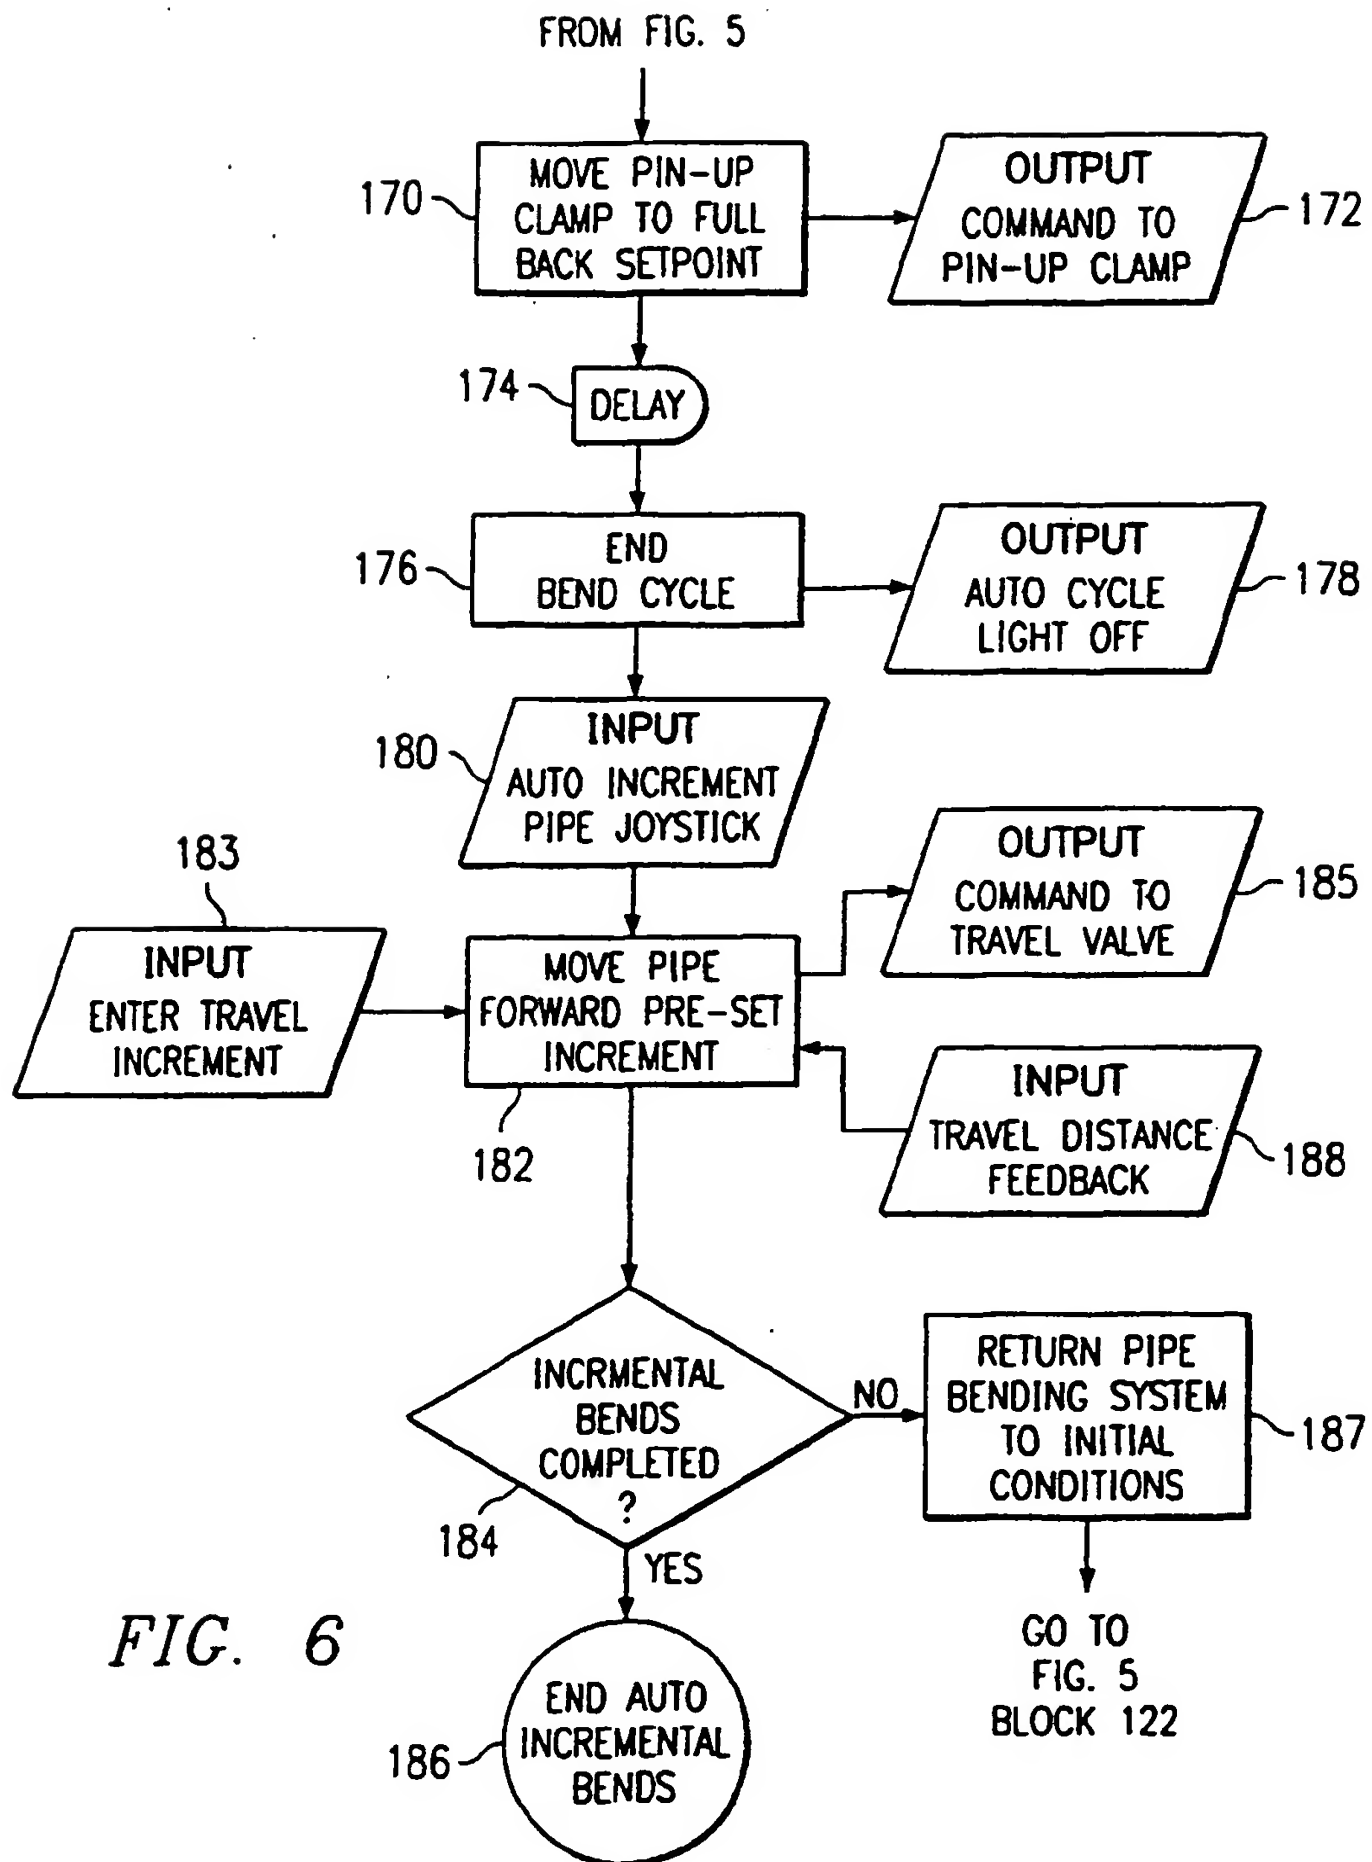 FROM FIG. 5
170
MOVE PIN-UP
CLAMP TO FULL
BACK SETPOINT
OUTPUT
COMMAND TO
PIN-UP CLAMP
172
174
DELAY
176
END
BEND CYCLE
OUTPUT
AUTO CYCLE
LIGHT OFF
178
180
INPUT
AUTO INCREMENT
PIPE JOYSTICK
183
INPUT
ENTER TRAVEL
INCREMENT
MOVE PIPE
FORWARD PRE-SET
INCREMENT
182
OUTPUT
COMMAND TO
TRAVEL VALVE
185
INPUT
TRAVEL DISTANCE
FEEDBACK
188
INCRMENTAL
BENDS
COMPLETED
?
184
NO
RETURN PIPE
BENDING SYSTEM
TO INITIAL
CONDITIONS
187
YES
GO TO
FIG. 5
BLOCK 122
END AUTO
INCREMENTAL
BENDS
186
FIG. 6